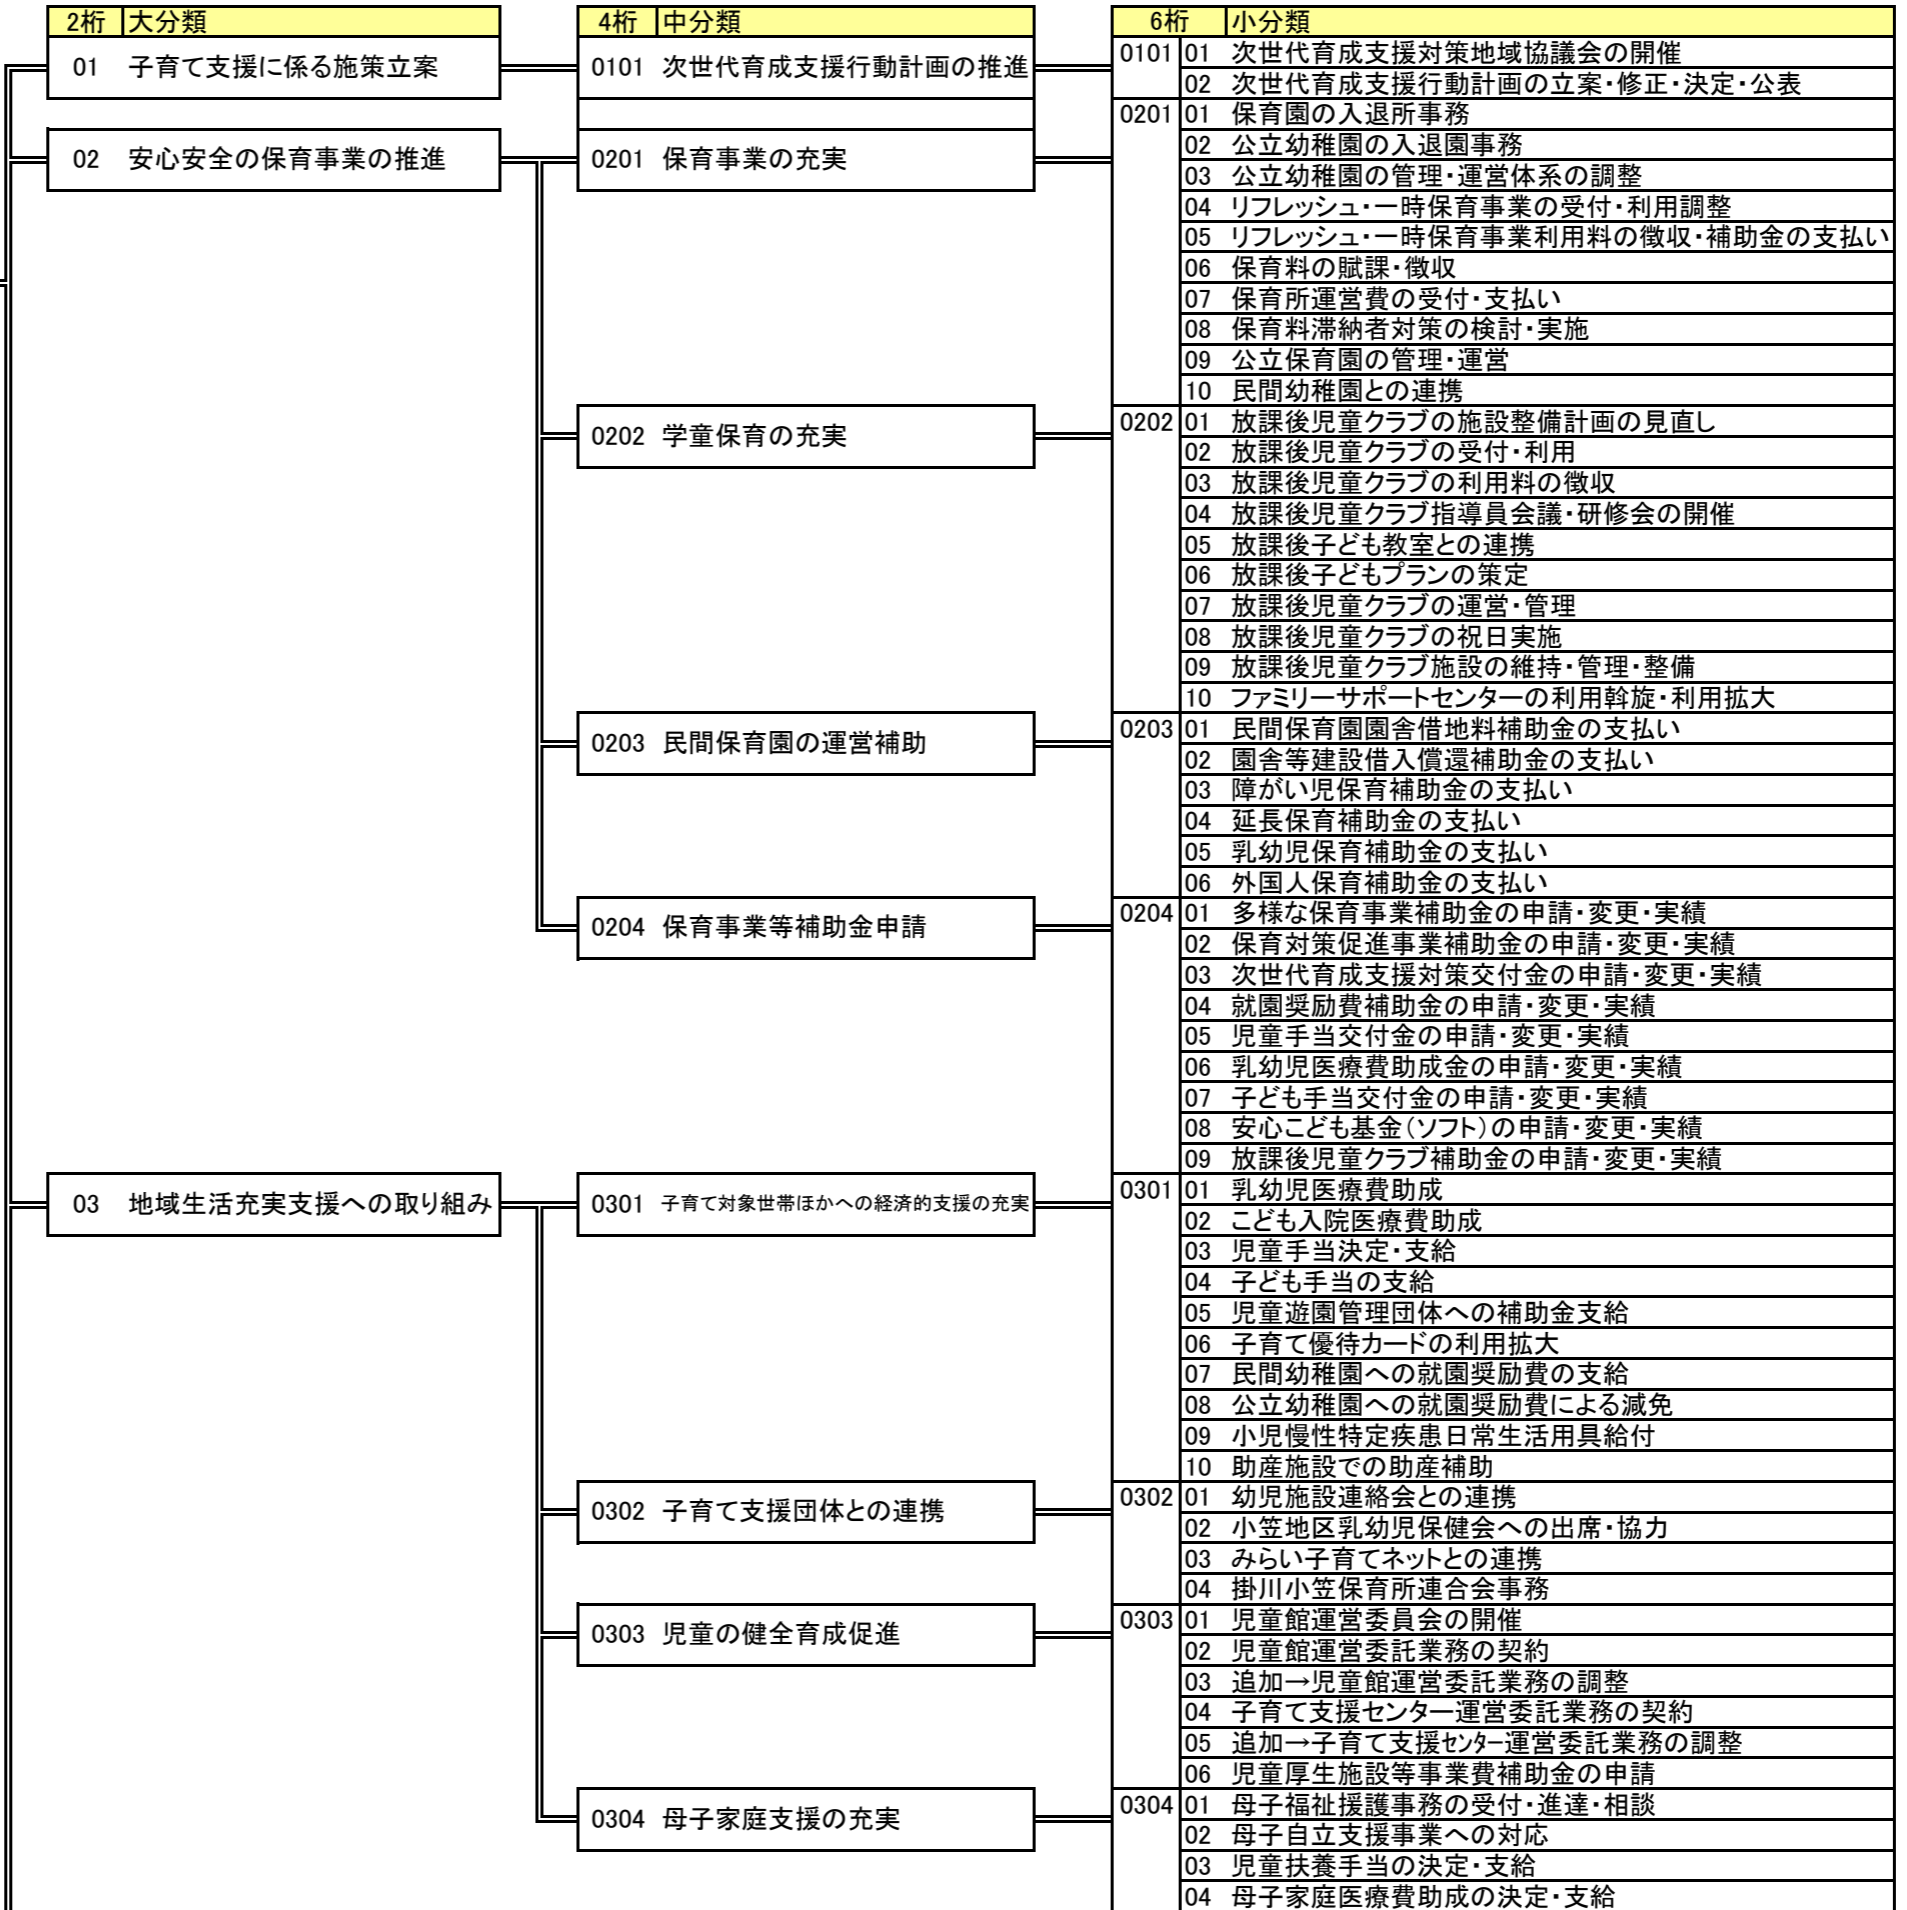 2桁 大分類 4桁 中分類 6桁 小分類
01 子育て支援に係る施策立案 0101 次世代育成支援行動計画の推進 0101 01 次世代育成支援対策地域協議会の開催
02 次世代育成支援行動計画の立案・修正・決定・公表
0201 01 保育園の入退所事務
02 安心安全の保育事業の推進 0201 保育事業の充実 02 公立幼稚園の入退園事務
03 公立幼稚園の管理・運営体系の調整
04 リフレッシュ・一時保育事業の受付・利用調整
05 リフレッシュ・一時保育事業利用料の徴収・補助金の支払い
06 保育料の賦課・徴収
07 保育所運営費の受付・支払い
08 保育料滞納者対策の検討・実施
09 公立保育園の管理・運営
10 民間幼稚園との連携
0202 学童保育の充実 0202 01 放課後児童クラブの施設整備計画の見直し
02 放課後児童クラブの受付・利用
03 放課後児童クラブの利用料の徴収
04 放課後児童クラブ指導員会議・研修会の開催
05 放課後子ども教室との連携
06 放課後子どもプランの策定
07 放課後児童クラブの運営・管理
08 放課後児童クラブの祝日実施
09 放課後児童クラブ施設の維持・管理・整備
10 ファミリーサポートセンターの利用斡旋・利用拡大
0203 民間保育園の運営補助 0203 01 民間保育園園舎借地料補助金の支払い
02 園舎等建設借入償還補助金の支払い
03 障がい児保育補助金の支払い
04 延長保育補助金の支払い
05 乳幼児保育補助金の支払い
06 外国人保育補助金の支払い
0204 保育事業等補助金申請 0204 01 多様な保育事業補助金の申請・変更・実績
02 保育対策促進事業補助金の申請・変更・実績
03 次世代育成支援対策交付金の申請・変更・実績
04 就園奨励費補助金の申請・変更・実績
05 児童手当交付金の申請・変更・実績
06 乳幼児医療費助成金の申請・変更・実績
07 子ども手当交付金の申請・変更・実績
08 安心こども基金(ソフト)の申請・変更・実績
09 放課後児童クラブ補助金の申請・変更・実績
03 地域生活充実支援への取り組み 0301 子育て対象世帯ほかへの経済的支援の充実 0301 01 乳幼児医療費助成
02 こども入院医療費助成
03 児童手当決定・支給
04 子ども手当の支給
05 児童遊園管理団体への補助金支給
06 子育て優待カードの利用拡大
07 民間幼稚園への就園奨励費の支給
08 公立幼稚園への就園奨励費による減免
09 小児慢性特定疾患日常生活用具給付
10 助産施設での助産補助
0302 子育て支援団体との連携 0302 01 幼児施設連絡会との連携
02 小笠地区乳幼児保健会への出席・協力
03 みらい子育てネットとの連携
04 掛川小笠保育所連合会事務
0303 児童の健全育成促進 0303 01 児童館運営委員会の開催
02 児童館運営委託業務の契約
03 追加→児童館運営委託業務の調整
04 子育て支援センター運営委託業務の契約
05 追加→子育て支援ｾﾝﾀｰ運営委託業務の調整
06 児童厚生施設等事業費補助金の申請
0304 母子家庭支援の充実 0304 01 母子福祉援護事務の受付・進達・相談
02 母子自立支援事業への対応
03 児童扶養手当の決定・支給
04 母子家庭医療費助成の決定・支給